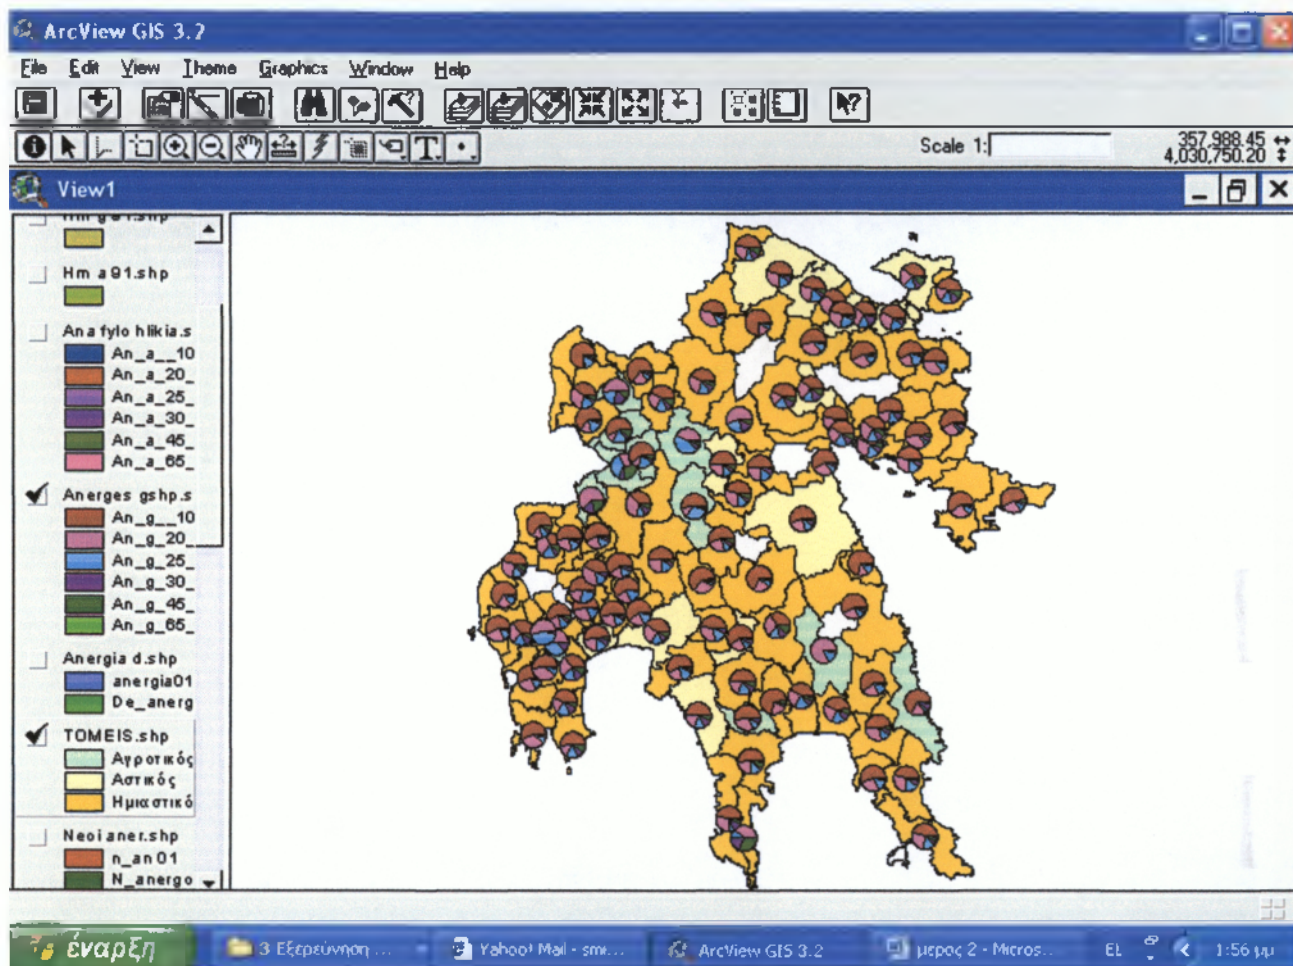 ArcView GIS 3.2
File Edit View Theme Graphics Window Help
Scale 1:
357,988.45
4,030,750.20
View1
Hm a91.shp
Ana fylo hlikia.s
An_a__10
An_a_20_
An_a_25_
An_a_30_
An_a_45_
An_a_65_
Anerges gshp.s
An_g__10
An_g_20_
An_g_25_
An_g_30_
An_g_45_
An_g_65_
Anergia d.shp
anergia01
De_anerg
TOMEIS.shp
Αγροτικός
Αστικός
Ημιαστικό
Neoi aner.shp
n_an01
N_anergo
έναρξη
3 Εξερεύνηση ...
Yahoo! Mail - smi...
ArcView GIS 3.2
μερος 2 - Micros...
EL
1:56 μμ